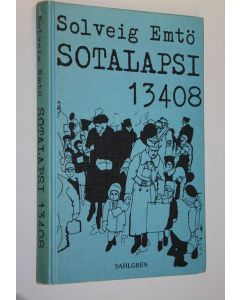 Solveig Emtö
SOTALAPSI
13408
SAHLGREN
Solveig Emtö SOTALAPSI 13408